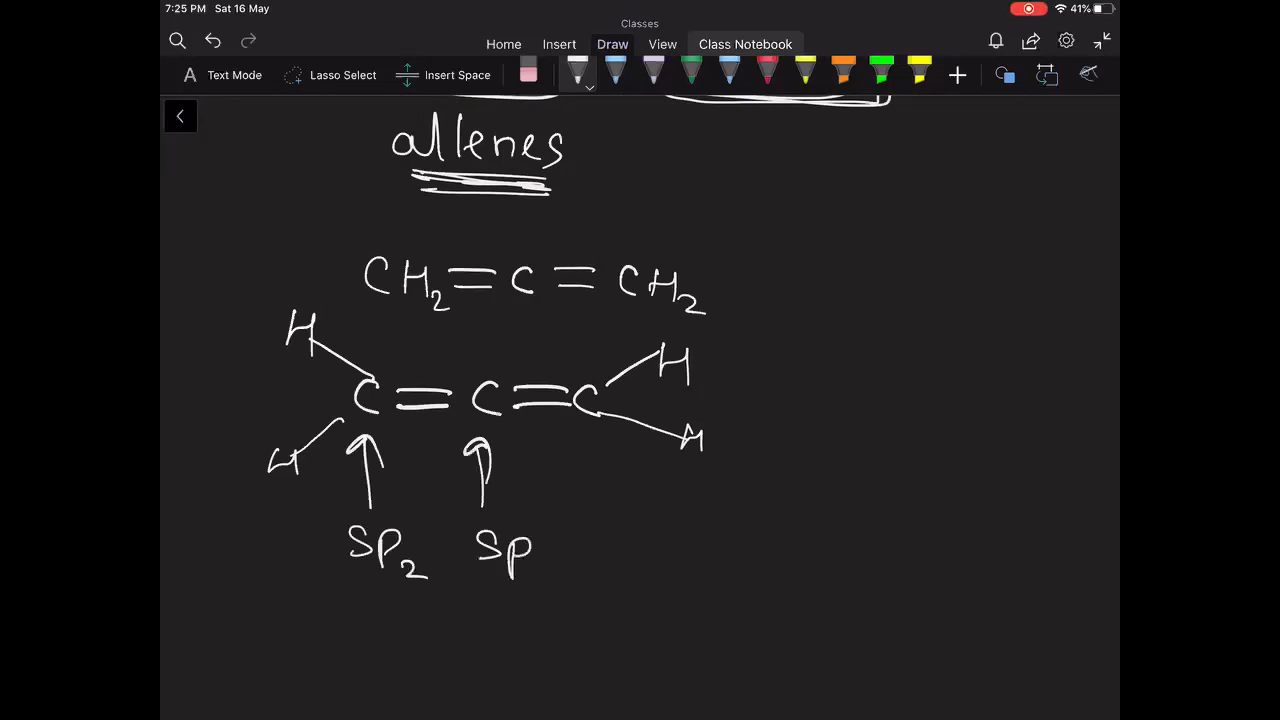 7:25 PM Sat 16 May
41%
Classes
Home Insert Draw View Class Notebook
Text Mode Lasso Select Insert Space
allenes
CH2=C=CH2
H
H
C=C=C
H
H
SP2 SP